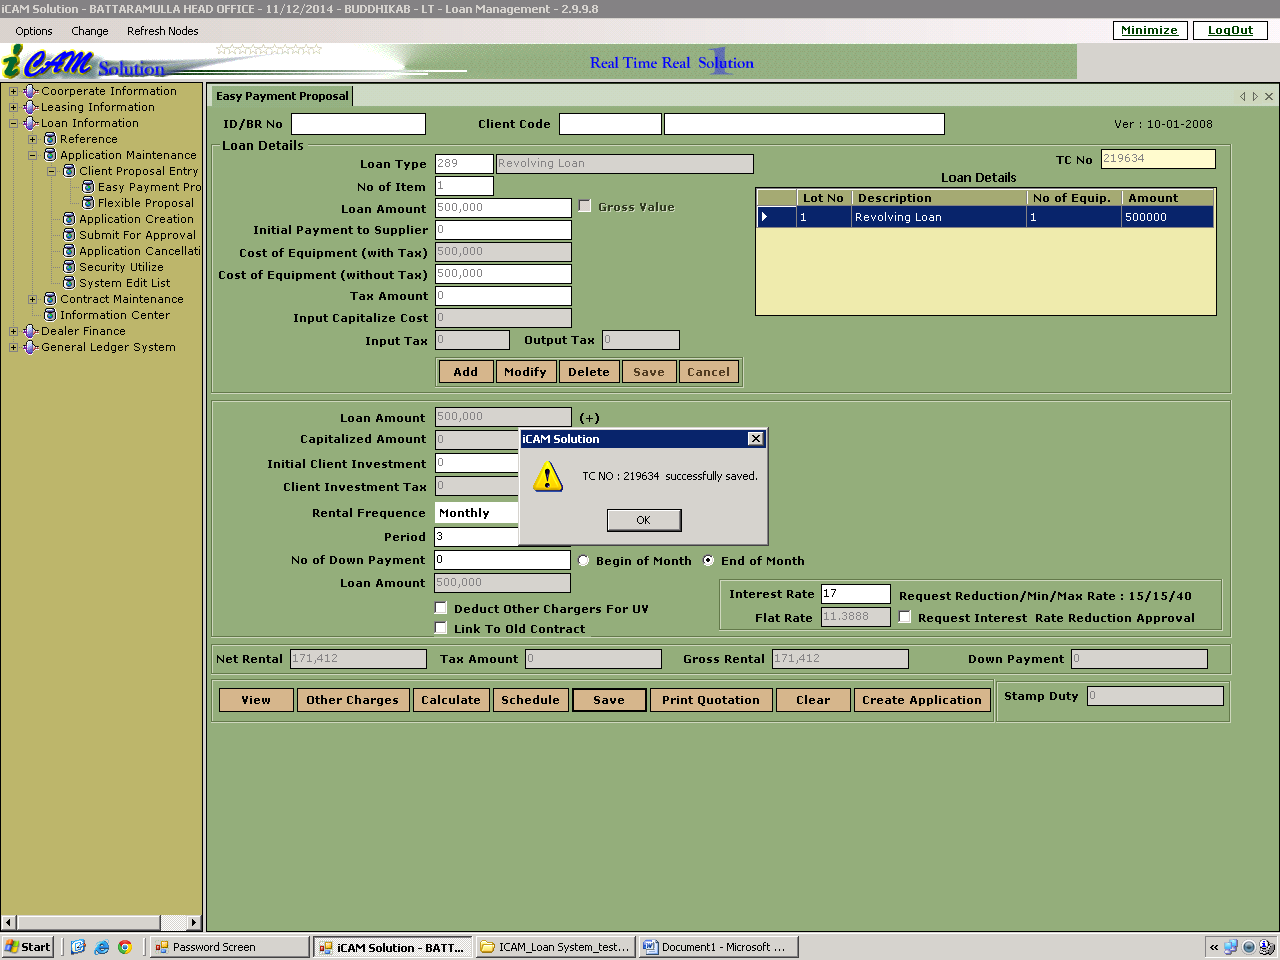 iCAM Solution - BATTARAMULLA HEAD OFFICE - 11/12/2014 - BUDDHIKAB - LT - Loan Management - 2.9.9.8
Options Change Refresh Nodes Minimize LogOut
iCAM Solution Real Time Real Solution 1
Coorperate Information
Leasing Information
Loan Information
Reference
Application Maintenance
Client Proposal Entry
Easy Payment Pro
Flexible Proposal
Application Creation
Submit For Approval
Application Cancellati
Security Utilize
System Edit List
Contract Maintenance
Information Center
Dealer Finance
General Ledger System
Easy Payment Proposal
ID/BR No Client Code Ver : 10-01-2008
Loan Details
Loan Type 289 Revolving Loan
TC No 219634
No of Item 1
Loan Amount 500,000 Gross Value
Initial Payment to Supplier 0
Cost of Equipment (with Tax) 500,000
Cost of Equipment (without Tax) 500,000
Tax Amount 0
Input Capitalize Cost 0
Input Tax 0 Output Tax 0
Loan Details
Lot No Description No of Equip. Amount
1 Revolving Loan 1 500000
Add Modify Delete Save Cancel
Loan Amount 500,000 (+)
Capitalized Amount 0
Initial Client Investment 0
Client Investment Tax 0
Rental Frequence Monthly
Period 3
No of Down Payment 0 Begin of Month End of Month
Loan Amount 500,000
Deduct Other Chargers For UV
Link To Old Contract
Interest Rate 17 Request Reduction/Min/Max Rate : 15/15/40
Flat Rate 11.3888 Request Interest Rate Reduction Approval
iCAM Solution
TC NO : 219634 successfully saved.
OK
Net Rental 171,412 Tax Amount 0 Gross Rental 171,412 Down Payment 0
View Other Charges Calculate Schedule Save Print Quotation Clear Create Application Stamp Duty 0
Start Password Screen iCAM Solution - BATT... ICAM_Loan System_test... Document1 - Microsoft ...